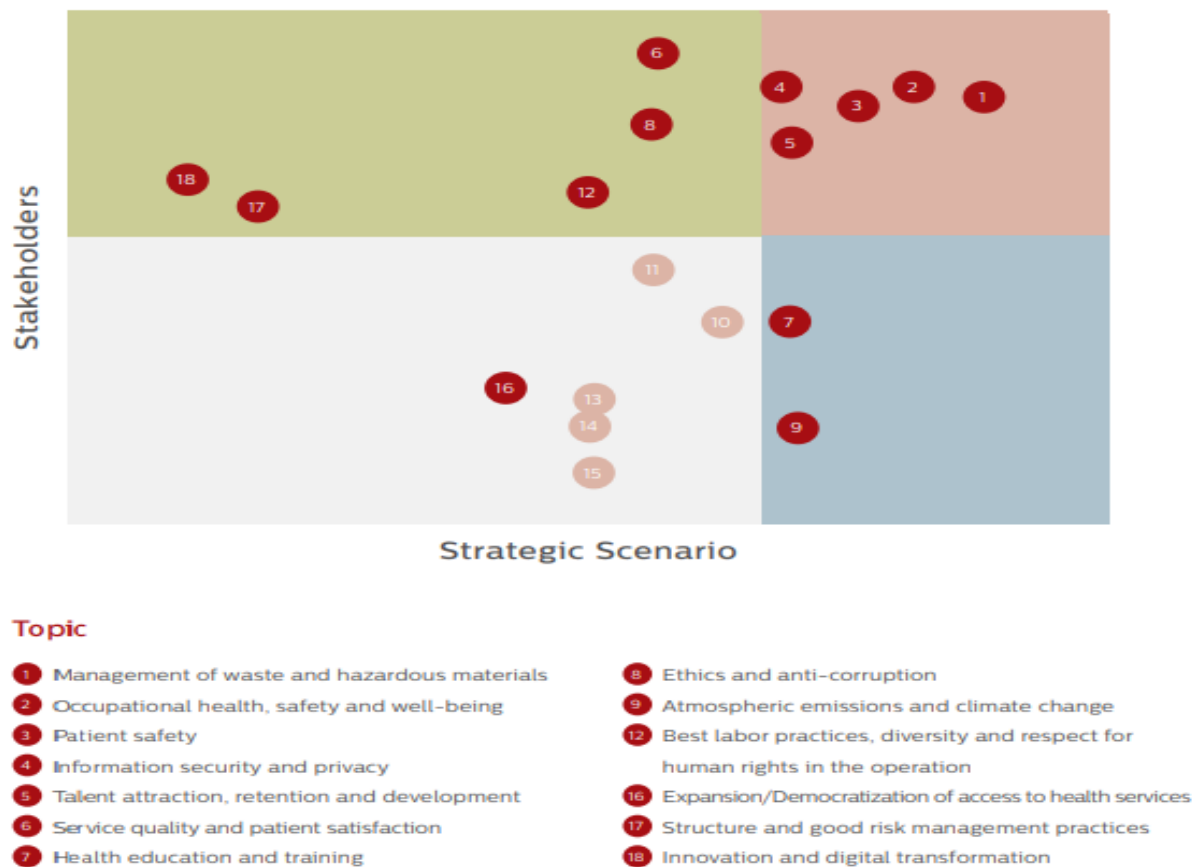 6
4
2
1
3
8
5
18
12
17
Stakeholders
11
10
7
16
13
14
9
15
Strategic Scenario
Topic
1 Management of waste and hazardous materials
2 Occupational health, safety and well-being
3 Patient safety
4 Information security and privacy
5 Talent attraction, retention and development
6 Service quality and patient satisfaction
7 Health education and training
8 Ethics and anti-corruption
9 Atmospheric emissions and climate change
12 Best labor practices, diversity and respect for
human rights in the operation
16 Expansion/Democratization of access to health services
17 Structure and good risk management practices
18 Innovation and digital transformation